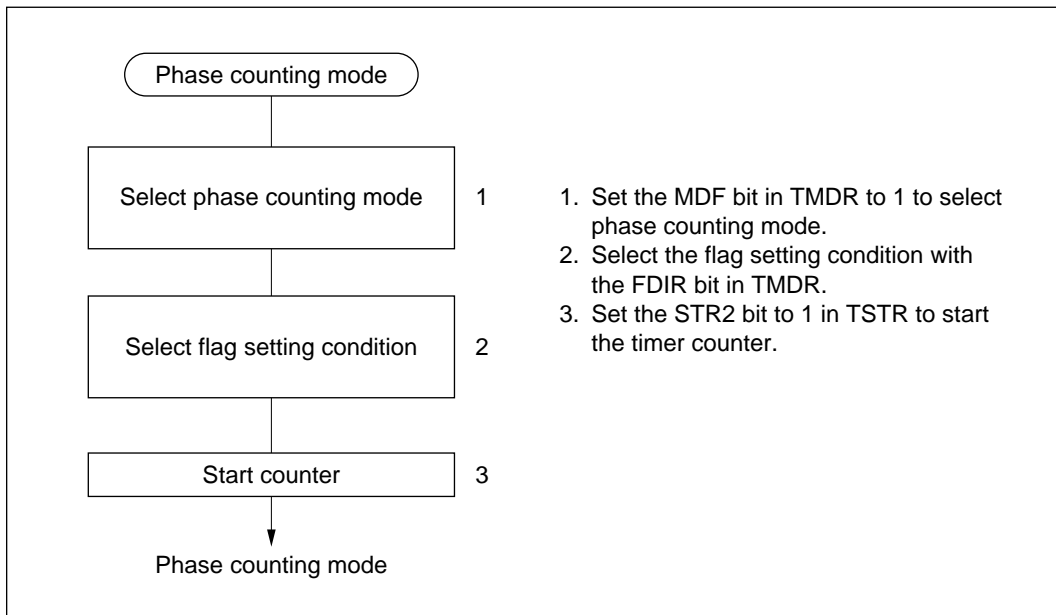 Phase counting mode
Select phase counting mode
1
Select flag setting condition
2
Start counter
3
Phase counting mode
1. Set the MDF bit in TMDR to 1 to select
phase counting mode.
2. Select the flag setting condition with
the FDIR bit in TMDR.
3. Set the STR2 bit to 1 in TSTR to start
the timer counter.